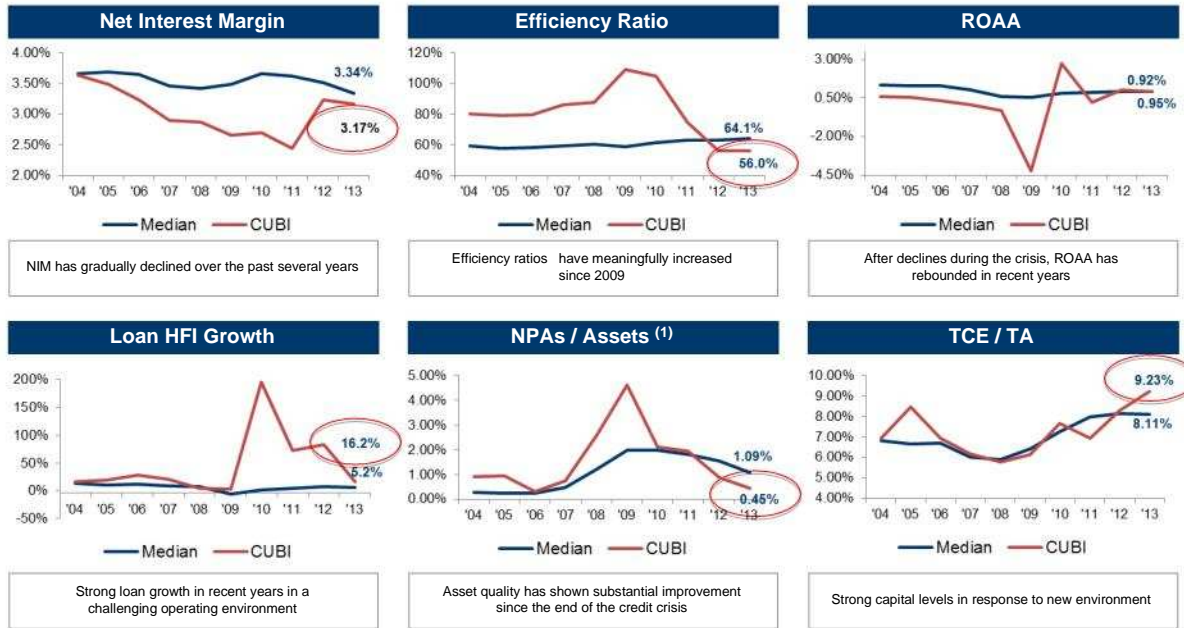 Net Interest Margin
4.00%
3.50%
3.00%
2.50%
2.00%
3.34%
3.17%
'04 '05 '06 '07 '08 '09 '10 '11 '12 '13
Median CUBI
NIM has gradually declined over the past several years
Efficiency Ratio
120%
100%
80%
60%
40%
64.1%
56.0%
'04 '05 '06 '07 '08 '09 '10 '11 '12 '13
Median CUBI
Efficiency ratios have meaningfully increased
since 2009
ROAA
3.00%
0.50%
-2.00%
-4.50%
0.92%
0.95%
'04 '05 '06 '07 '08 '09 '10 '11 '12 '13
Median CUBI
After declines during the crisis, ROAA has
rebounded in recent years
Loan HFI Growth
200%
150%
100%
50%
0%
-50%
16.2%
5.2%
'04 '05 '06 '07 '08 '09 '10 '11 '12 '13
Median CUBI
Strong loan growth in recent years in a
challenging operating environment
NPAs / Assets (1)
5.00%
4.00%
3.00%
2.00%
1.00%
0.00%
1.09%
0.45%
'04 '05 '06 '07 '08 '09 '10 '11 '12 '13
Median CUBI
Asset quality has shown substantial improvement
since the end of the credit crisis
TCE / TA
10.00%
9.00%
8.00%
7.00%
6.00%
5.00%
4.00%
9.23%
8.11%
'04 '05 '06 '07 '08 '09 '10 '11 '12 '13
Median CUBI
Strong capital levels in response to new environment